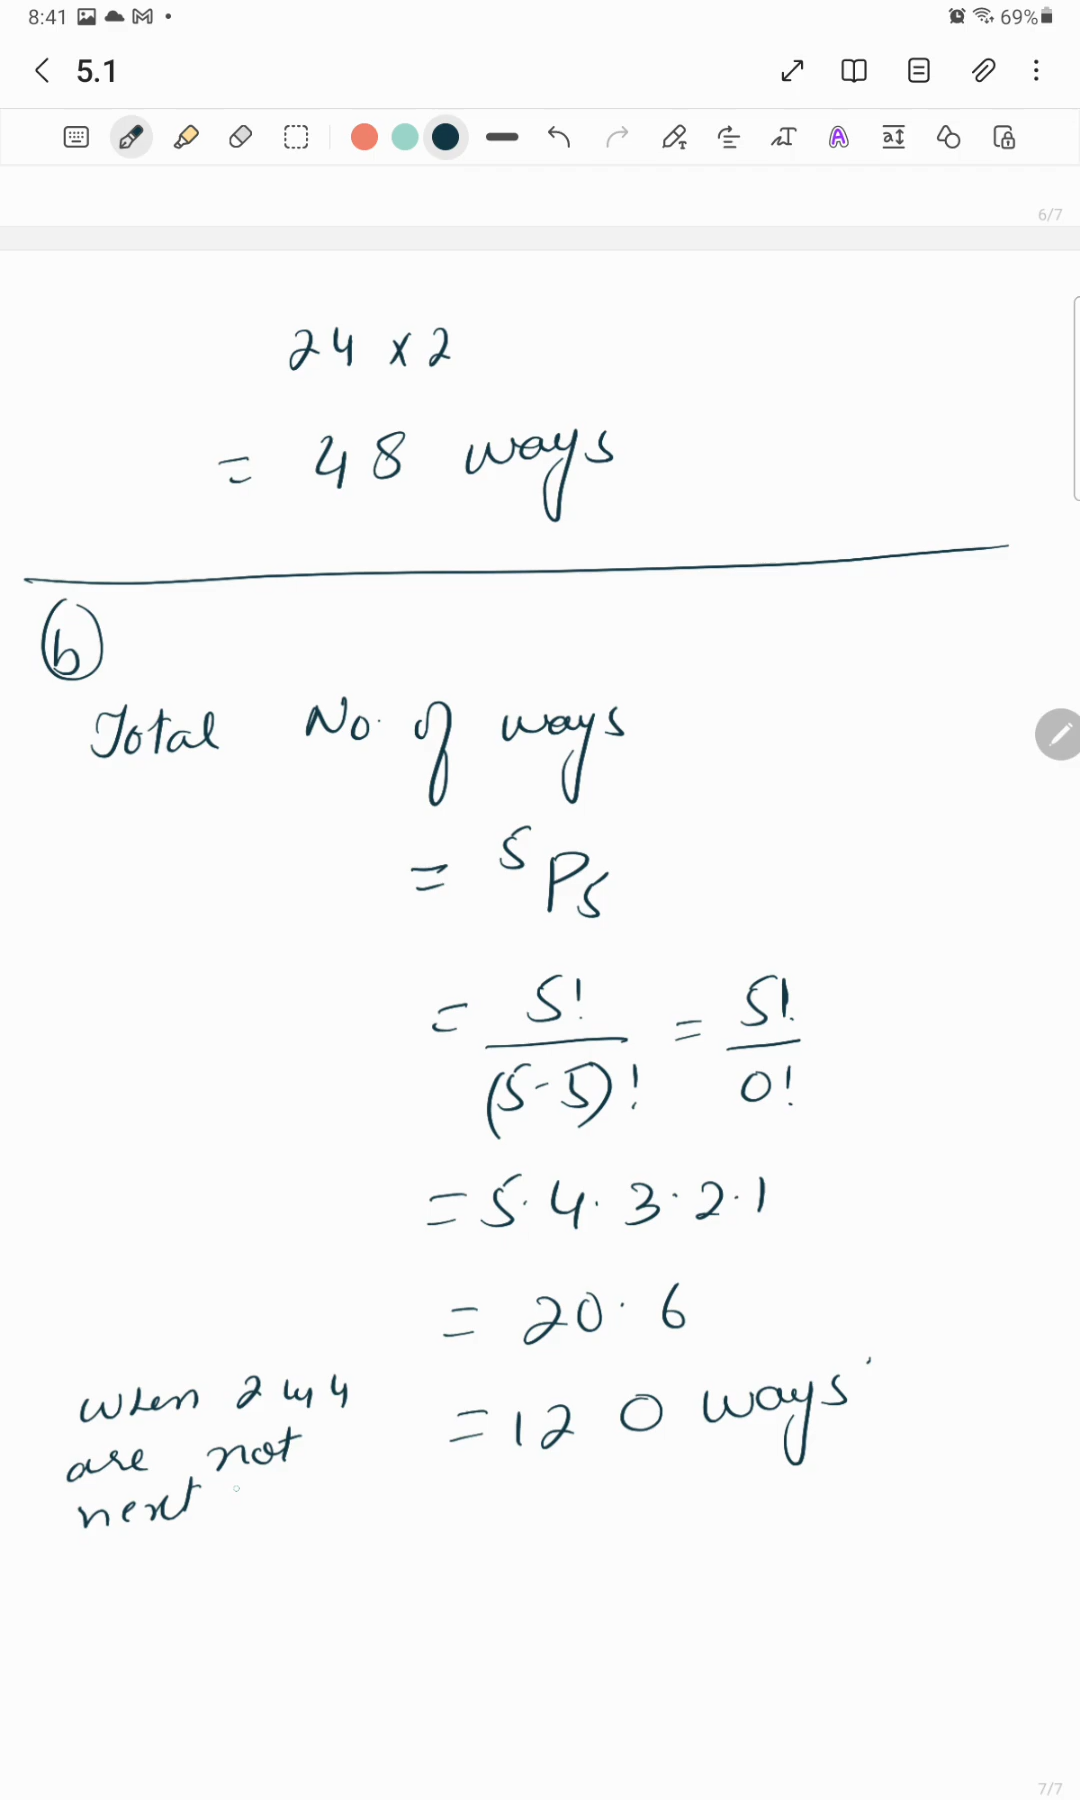 8:41
69%
5.1
6/7
24 x 2
= 48 ways
(b)
Total No. of ways
= ⁵P₅
= 5!/(5-5)! = 5!/0!
= 5.4.3.2.1
= 20.6
= 120 ways
when 2 & 4
are not
next
7/7